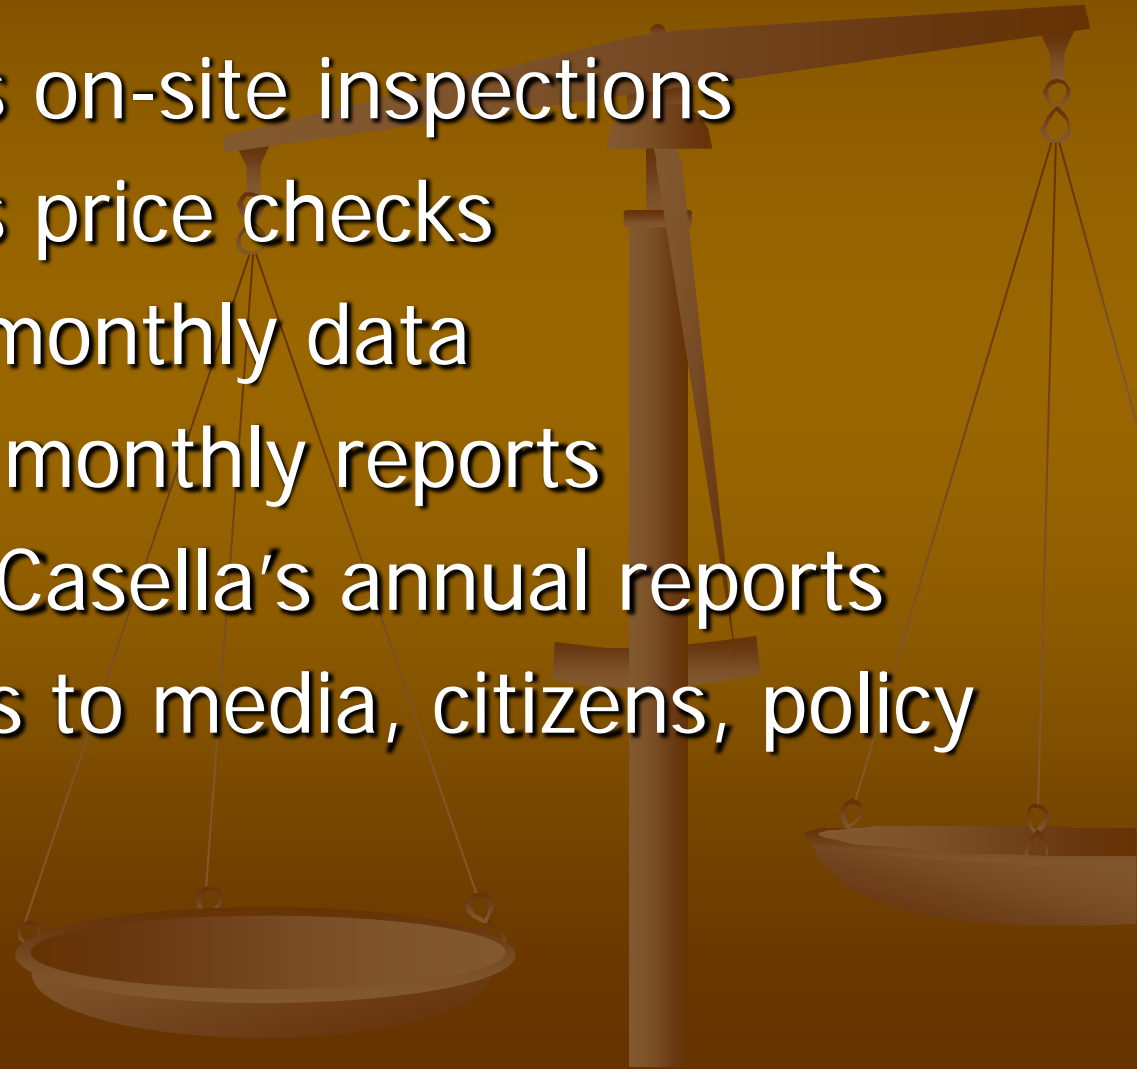 s on-site inspections
s price checks
monthly data
monthly reports
Casella's annual reports
s to media, citizens, policy